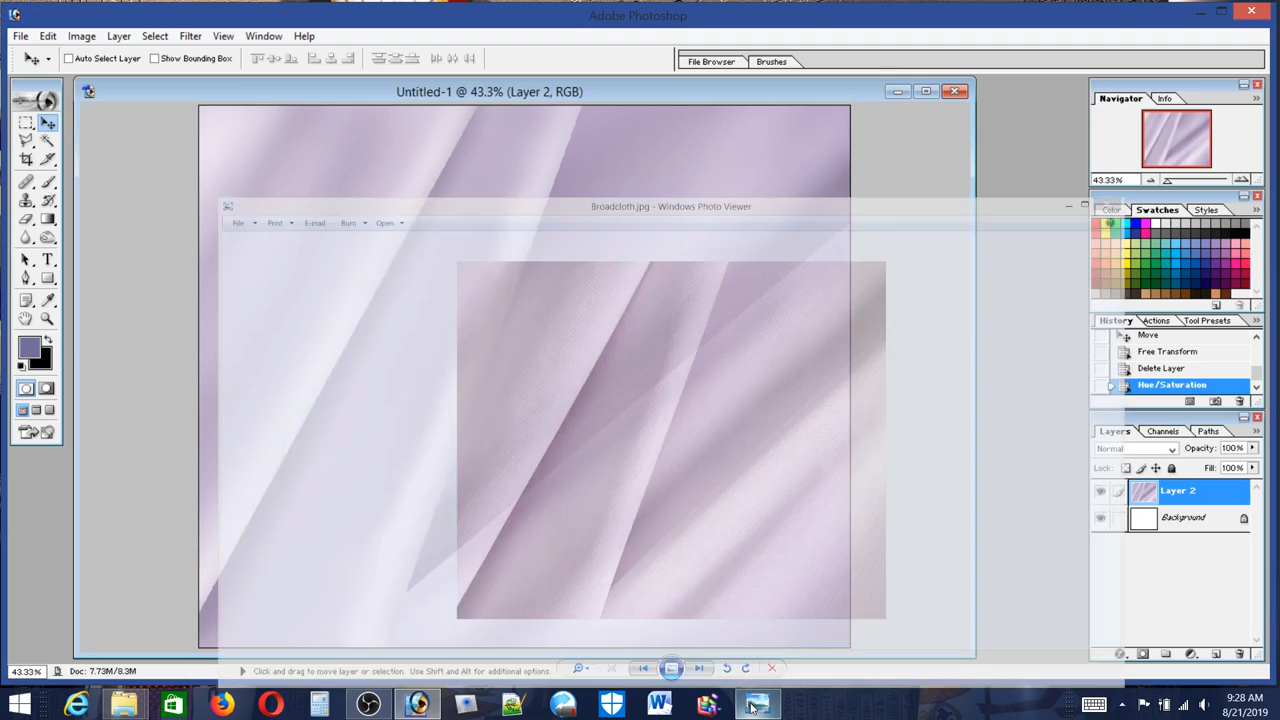 Adobe Photoshop
File Edit Image Layer Select Filter View Window Help
Auto Select Layer Show Bounding Box
File Browser Brushes
Untitled-1 @ 43.3% (Layer 2, RGB)
Navigator Info
43.33%
Broadcloth.jpg - Windows Photo Viewer
File Print E-mail Burn Open
Color Swatches Styles
History Actions Tool Presets
Move
Free Transform
Delete Layer
Hue/Saturation
Layers Channels Paths
Normal Opacity: 100%
Lock: Fill: 100%
Layer 2
Background
43.33% Doc: 7.73M/8.3M Click and drag to move layer or selection. Use Shift and Alt for additional options.
9:28 AM
8/21/2019